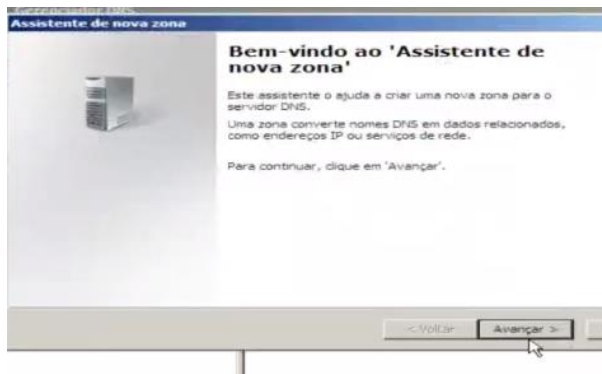 Gerenciador DNS
Assistente de nova zona
Bem-vindo ao 'Assistente de
nova zona'
Este assistente o ajuda a criar uma nova zona para o
servidor DNS.
Uma zona converte nomes DNS em dados relacionados,
como endereços IP ou serviços de rede.
Para continuar, clique em 'Avançar'.
< Voltar
Avançar >